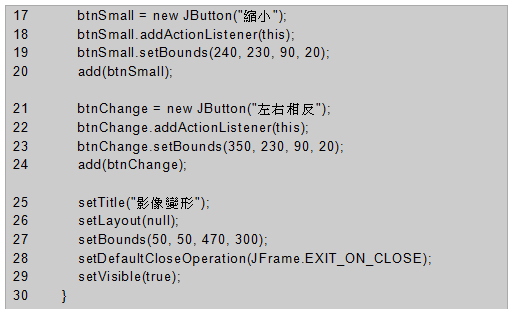 17 btnSmall = new JButton("縮小");
18 btnSmall.addActionListener(this);
19 btnSmall.setBounds(240, 230, 90, 20);
20 add(btnSmall);
21 btnChange = new JButton("左右相反");
22 btnChange.addActionListener(this);
23 btnChange.setBounds(350, 230, 90, 20);
24 add(btnChange);
25 setTitle("影像變形");
26 setLayout(null);
27 setBounds(50, 50, 470, 300);
28 setDefaultCloseOperation(JFrame.EXIT_ON_CLOSE);
29 setVisible(true);
30 }